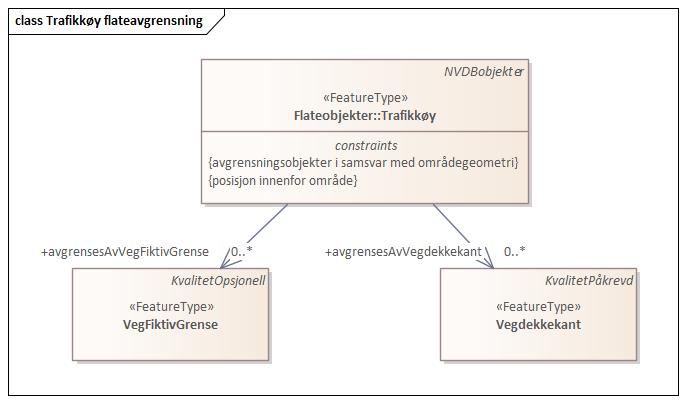 class Trafikkøy flateavgrensning
NVDBobjekter
«FeatureType»
Flateobjekter::Trafikkøy
constraints
{avgrensningsobjekter i samsvar med områdegeometri}
{posisjon innenfor område}
+avgrensesAvVegFiktivGrense 0..*
+avgrensesAvVegdekkekant 0..*
KvalitetOpsjonell
«FeatureType»
VegFiktivGrense
KvalitetPåkrevd
«FeatureType»
Vegdekkekant